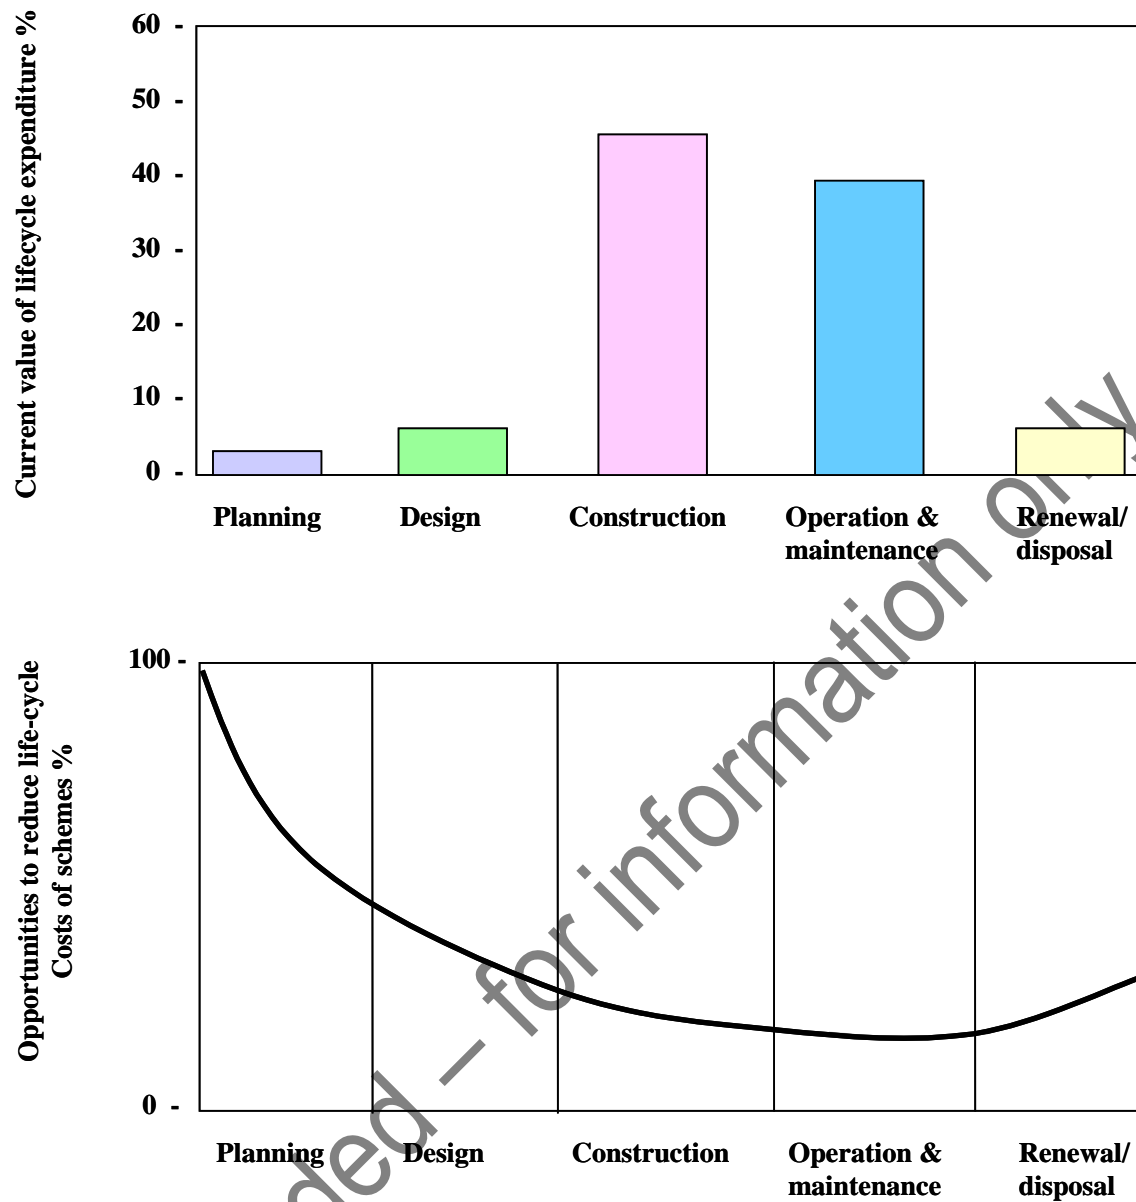 Current value of lifecycle expenditure %
60 -
50 -
40 -
30 -
20 -
10 -
0 -
Planning
Design
Construction
Operation &
maintenance
Renewal/
disposal
Opportunities to reduce life-cycle
Costs of schemes %
100 -
0 -
Planning
Design
Construction
Operation &
maintenance
Renewal/
disposal
ded – for information only